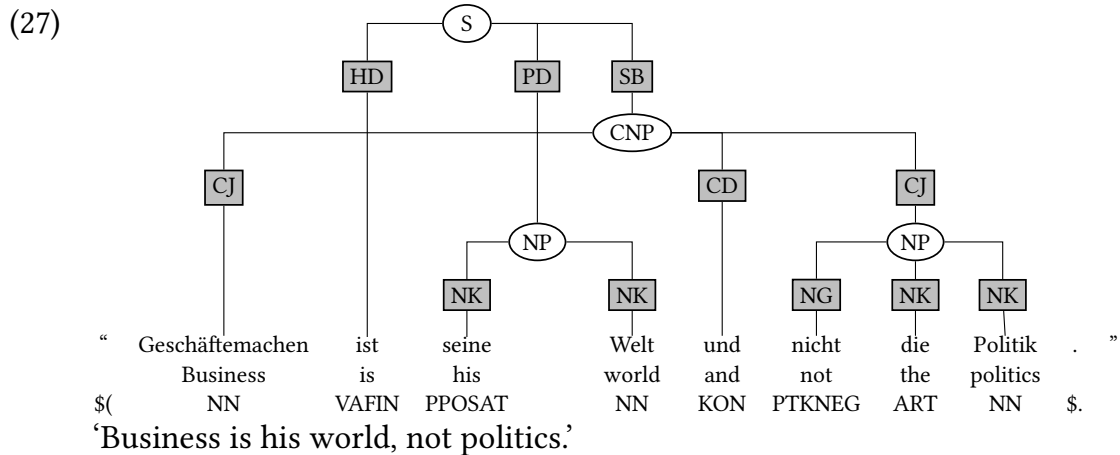 (27)
S
HD PD SB
CNP
CJ CD CJ
NP NP
NK NK NG NK NK
“ Geschäftemachen ist seine Welt und nicht die Politik . ”
Business is his world and not the politics
$( NN VAFIN PPOSAT NN KON PTKNEG ART NN $.
‘Business is his world, not politics.’